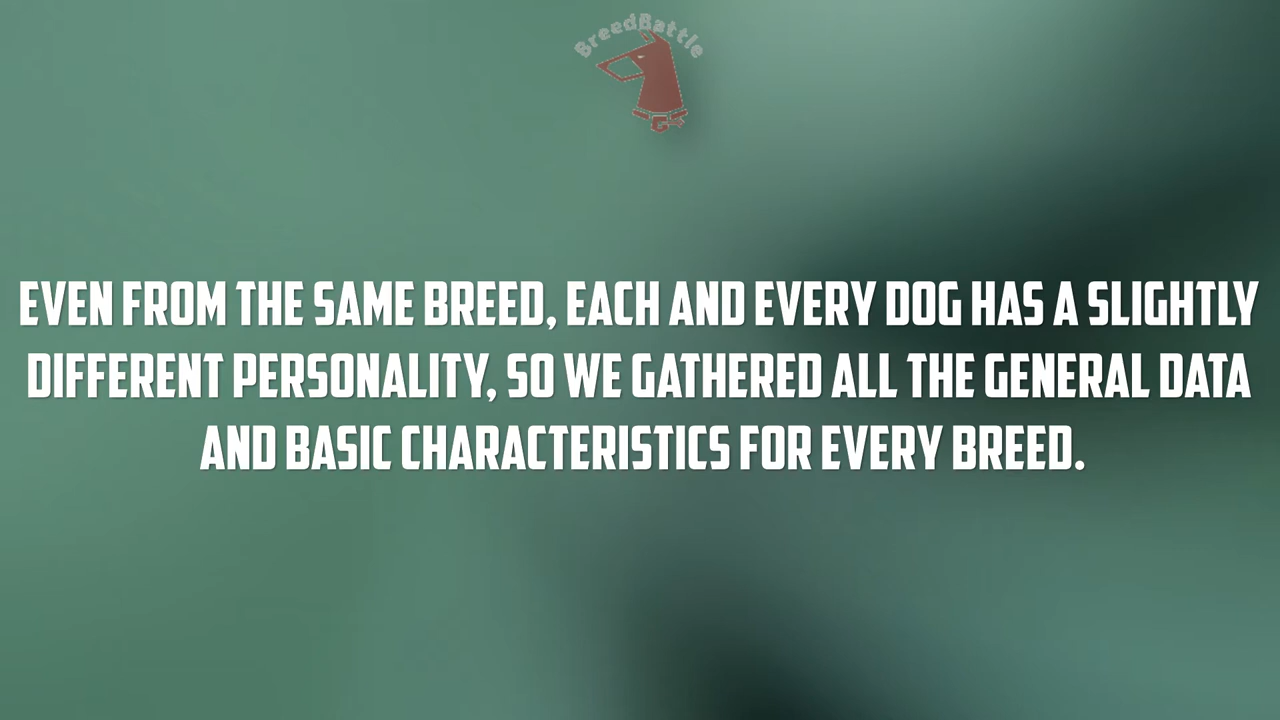 BreedBattle
EVEN FROM THE SAME BREED, EACH AND EVERY DOG HAS A SLIGHTLY
DIFFERENT PERSONALITY, SO WE GATHERED ALL THE GENERAL DATA
AND BASIC CHARACTERISTICS FOR EVERY BREED.